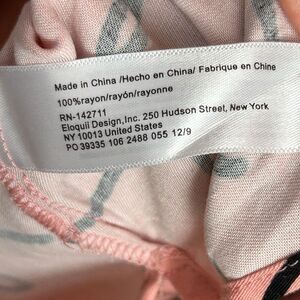 Made in China /Hecho en China/ Fabrique en Chine
100%rayon/rayón/rayonne
RN-142711
Eloquii Design,Inc. 250 Hudson Street, New York
NY 10013 United States
PO 39335 106 2488 055 12/9